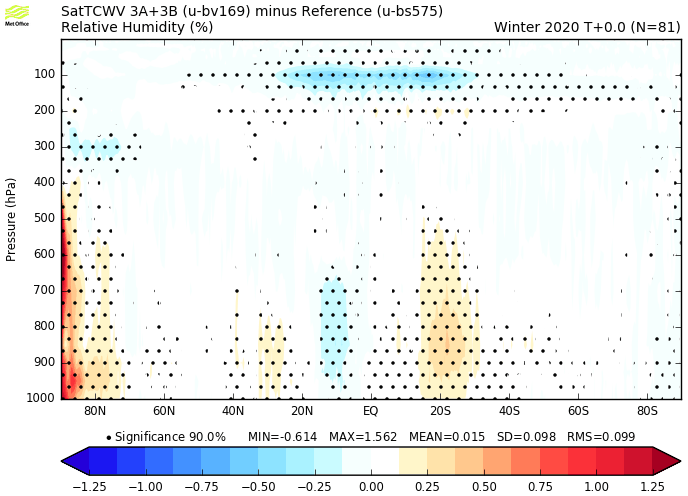 Met Office
SatTCWV 3A+3B (u-bv169) minus Reference (u-bs575)
Relative Humidity (%)
Winter 2020 T+0.0 (N=81)
Pressure (hPa)
100
200
300
400
500
600
700
800
900
1000
80N 60N 40N 20N EQ 20S 40S 60S 80S
• Significance 90.0% MIN=-0.614 MAX=1.562 MEAN=0.015 SD=0.098 RMS=0.099
−1.25 −1.00 −0.75 −0.50 −0.25 0.00 0.25 0.50 0.75 1.00 1.25